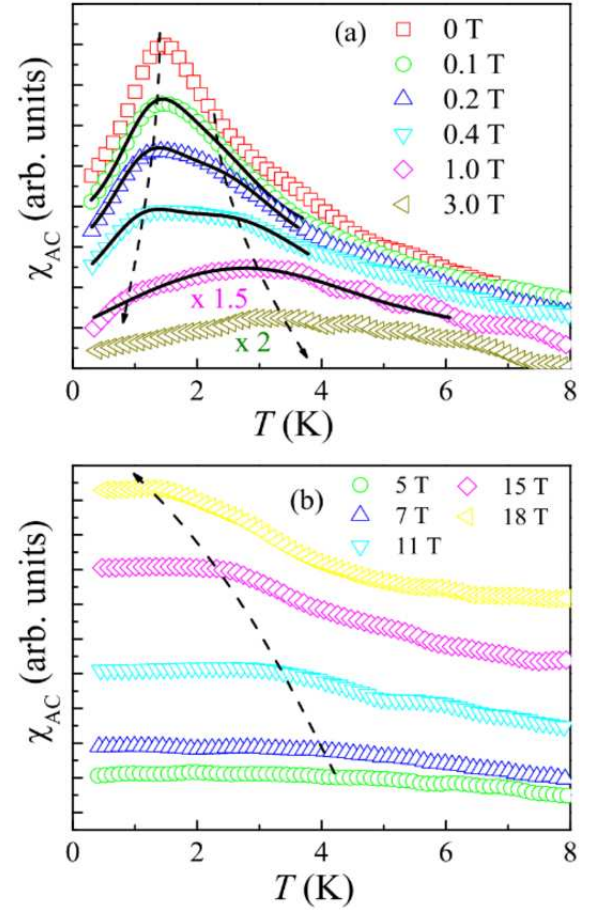 (a)
0 T
0.1 T
0.2 T
0.4 T
1.0 T
3.0 T
χAC (arb. units)
x 1.5
x 2
0 2 4 6 8
T (K)
(b)
5 T 15 T
7 T 18 T
11 T
χAC (arb. units)
0 2 4 6 8
T (K)